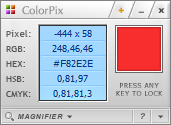 ColorPix
Pixel: -444 x 58
RGB: 248,46,46
HEX: #F82E2E
HSB: 0,81,97
CMYK: 0,81,81,3
PRESS ANY
KEY TO LOCK
MAGNIFIER
?